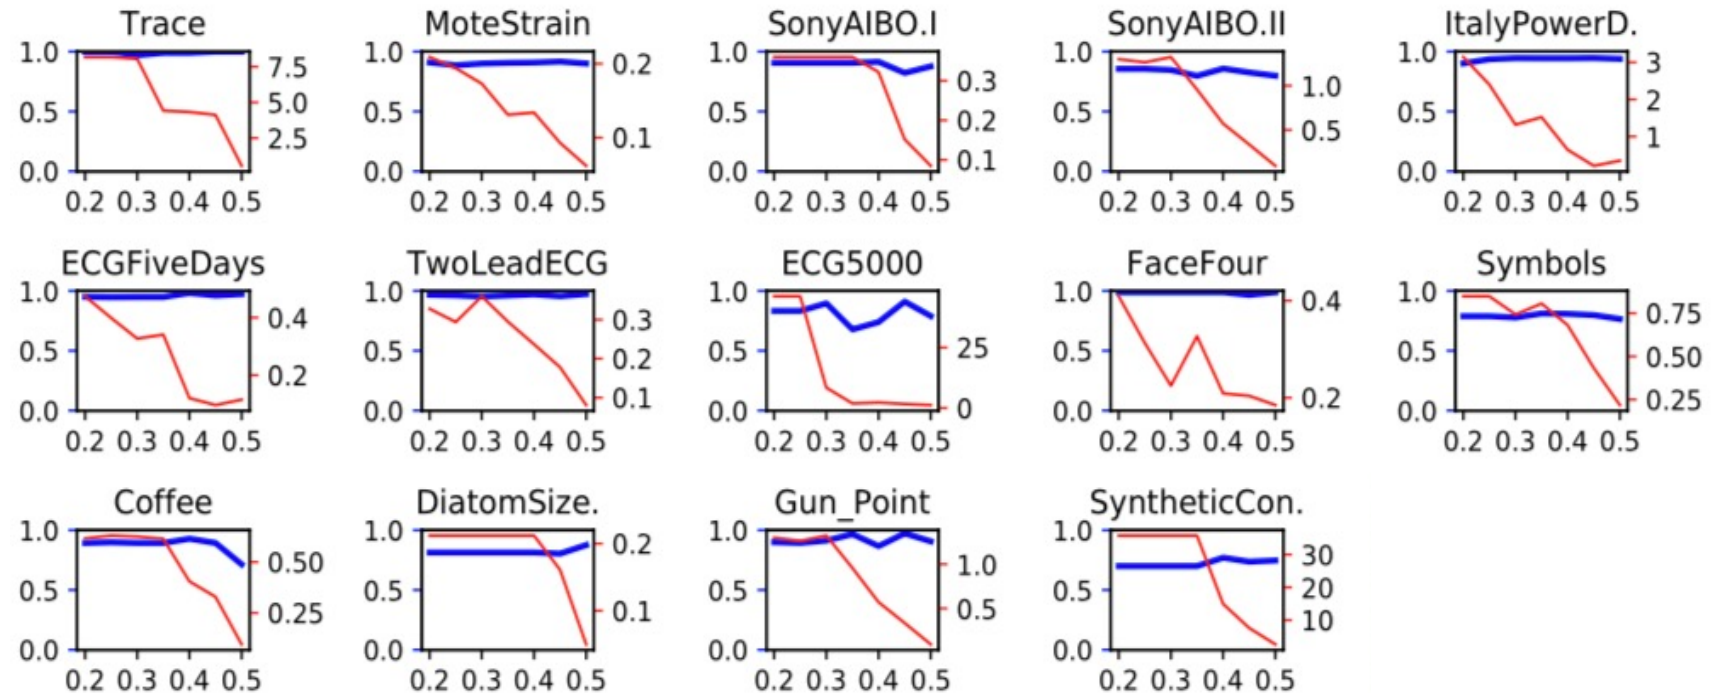 Trace MoteStrain SonyAIBO.I SonyAIBO.II ItalyPowerD.
1.0 7.5 1.0 0.2 1.0 0.3 1.0 1.0 1.0 3
0.5 5.0 0.5 0.5 0.2 0.5 0.5 0.5 2
0.0 2.5 0.0 0.1 0.0 0.1 0.0 0.0 1
0.2 0.3 0.4 0.5 0.2 0.3 0.4 0.5 0.2 0.3 0.4 0.5 0.2 0.3 0.4 0.5 0.2 0.3 0.4 0.5
ECGFiveDays TwoLeadECG ECG5000 FaceFour Symbols
1.0 0.4 1.0 0.3 1.0 25 1.0 0.4 1.0 0.75
0.5 0.5 0.2 0.5 0.5 0.5 0.50
0.0 0.2 0.0 0.1 0.0 0 0.0 0.2 0.0 0.25
0.2 0.3 0.4 0.5 0.2 0.3 0.4 0.5 0.2 0.3 0.4 0.5 0.2 0.3 0.4 0.5 0.2 0.3 0.4 0.5
Coffee DiatomSize. Gun_Point SyntheticCon.
1.0 0.50 1.0 0.2 1.0 1.0 1.0 30
0.5 0.5 0.5 0.5 0.5 20
0.0 0.25 0.0 0.1 0.0 0.0 10
0.2 0.3 0.4 0.5 0.2 0.3 0.4 0.5 0.2 0.3 0.4 0.5 0.2 0.3 0.4 0.5